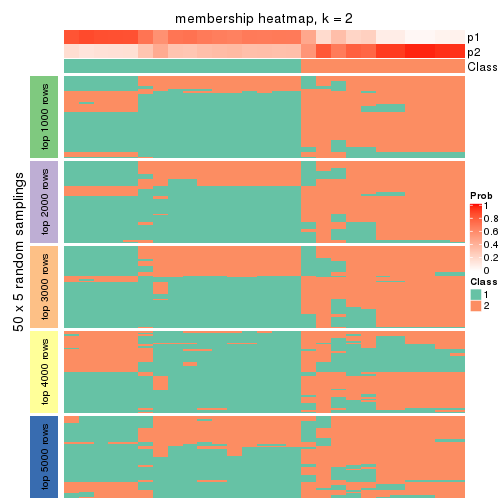 membership heatmap, k = 2
p1
p2
Class
50 x 5 random samplings
top 1000 rows
top 2000 rows
top 3000 rows
top 4000 rows
top 5000 rows
Prob
1
0.8
0.6
0.4
0.2
0
Class
1
2